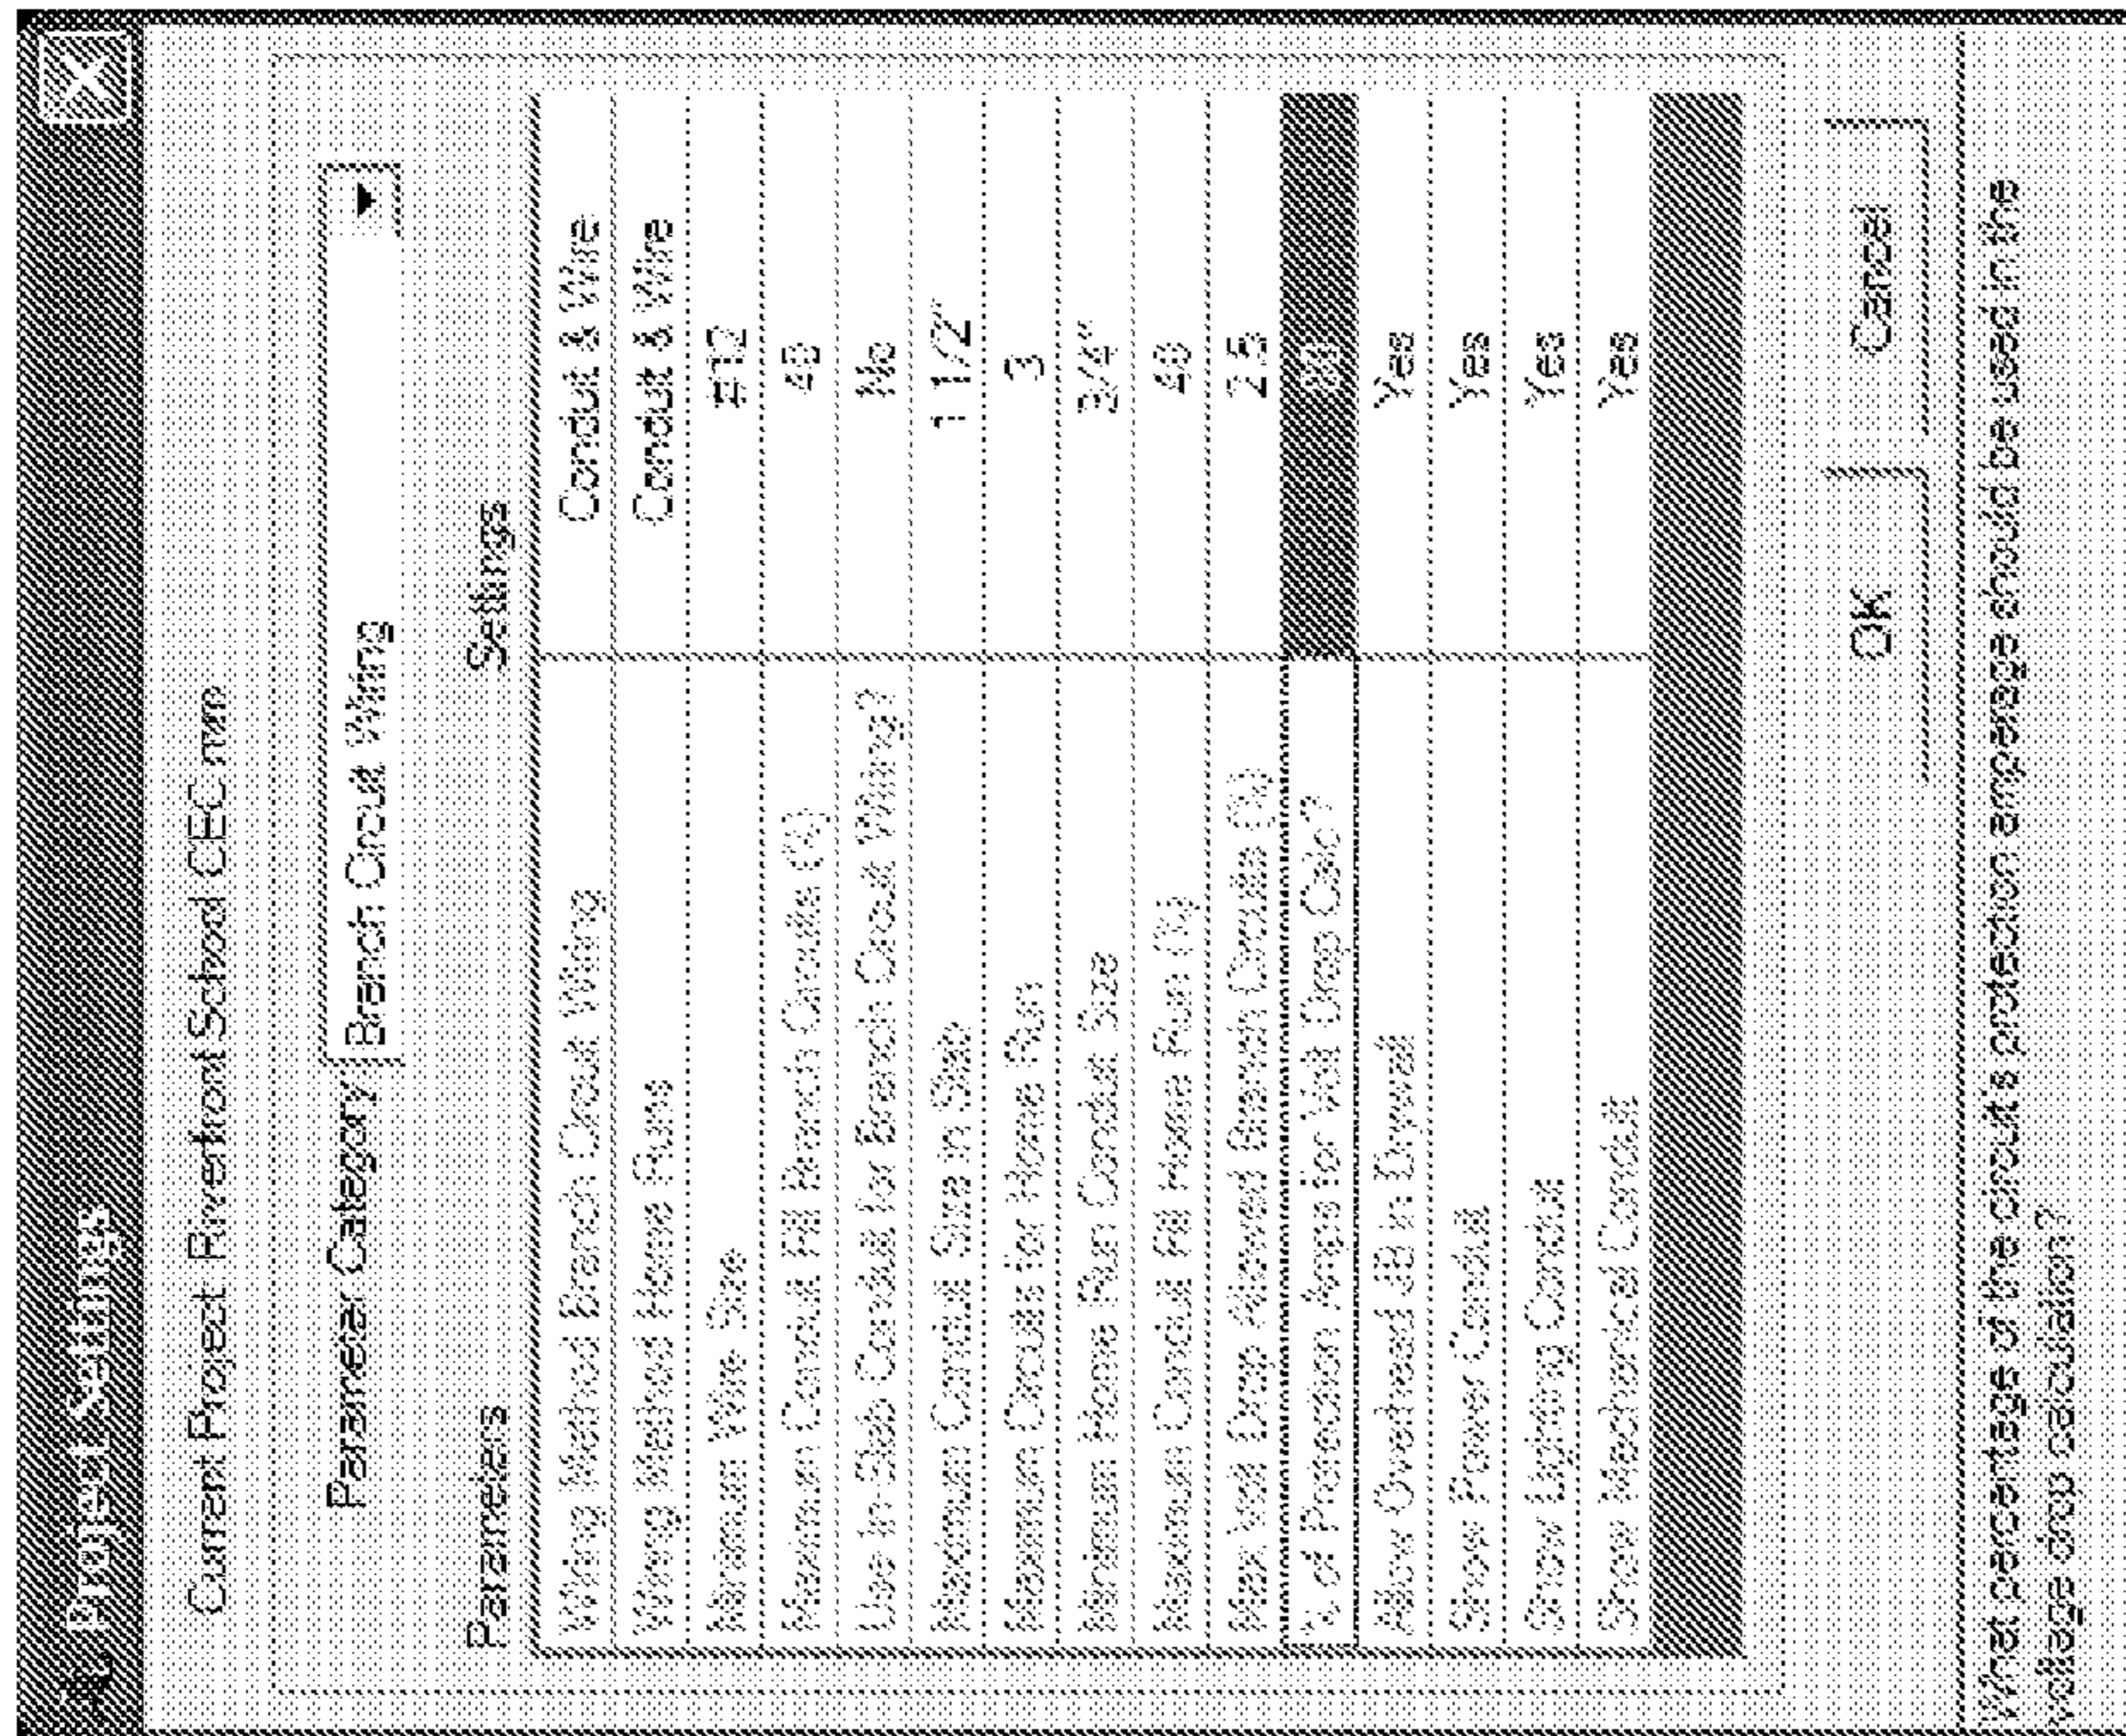 Project Settings
Current Project Riverfront School CEC.mm
Parameter Category Branch Circuit Wiring
Parameters Settings
Wiring Method Branch Circuit Wiring Conduit & Wire
Wiring Method Home Runs Conduit & Wire
Minimum Wire Size #12
Maximum Conduit Fill Branch Circuits (%) 40
Use In-Slab Conduit for Branch Circuit Wiring? No
Maximum Conduit Size in Slab 1 1/2"
Maximum Circuits for Home Run 3
Minimum Home Run Conduit Size 3/4"
Maximum Conduit Fill Home Run (%) 40
Max Volt Drop Allowed Branch Circuits (%) 2.5
% of Protection Amps for Volt Drop Calc?
Allow Overhead JB in Drywall Yes
Show Power Conduit Yes
Show Lighting Conduit Yes
Show Mechanical Conduit Yes
OK Cancel
What percentage of the circuit's protection amperage should be used in the
voltage drop calculation?